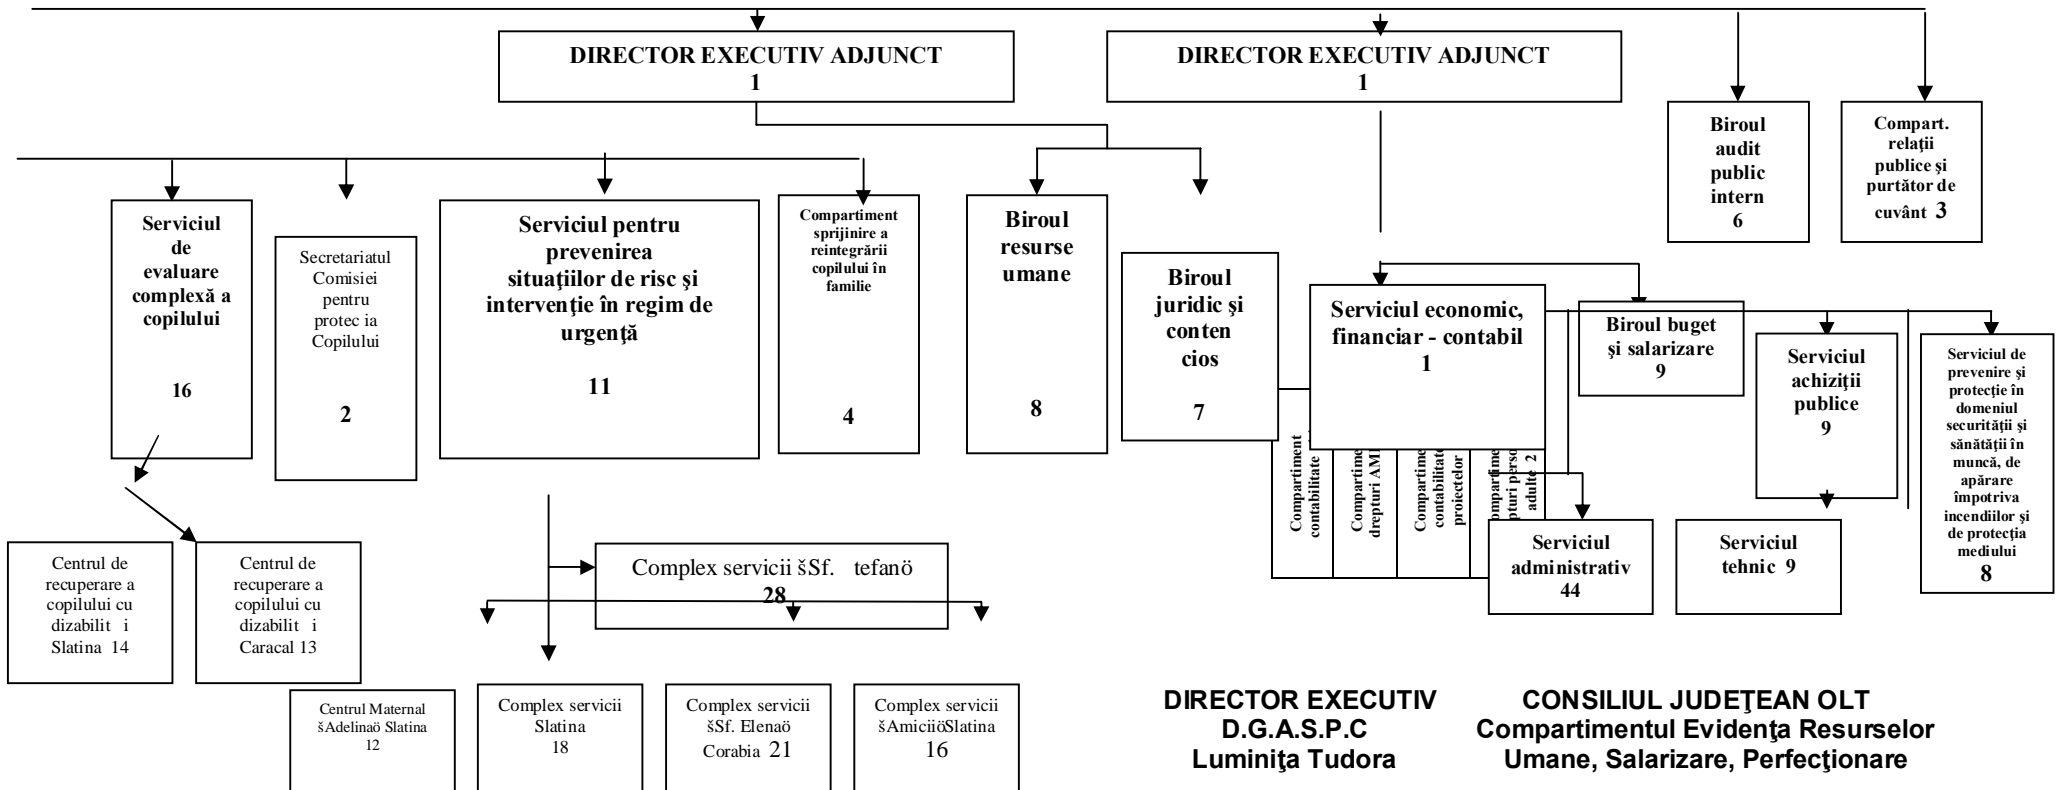 DIRECTOR EXECUTIV ADJUNCT
1
DIRECTOR EXECUTIV ADJUNCT
1
Biroul
audit
public
intern
6
Compart.
relaţii
publice şi
purtător de
cuvânt 3
Serviciul
de
evaluare
complexă a
copilului
16
Secretariatul
Comisiei
pentru
protec ia
Copilului
2
Serviciul pentru
prevenirea
situaţiilor de risc şi
intervenţie în regim de
urgenţă
11
Compartiment
sprijinire a
reintegrării
copilului în
familie
4
Biroul
resurse
umane
8
Biroul
juridic şi
conten
cios
7
Serviciul economic,
financiar - contabil
1
Biroul buget
şi salarizare
9
Serviciul
achiziţii
publice
9
Serviciul de
prevenire şi
protecţie în
domeniul
securităţii şi
sănătăţii în
muncă, de
apărare
împotriva
incendiilor şi
de protecţia
mediului
8
Compartiment
contabilitate
drepturi
contabilitate
proiectelor
adulte 2
Serviciul
administrativ
44
Serviciul
tehnic 9
Centrul de
recuperare a
copilului cu
dizabilit i
Slatina 14
Centrul de
recuperare a
copilului cu
dizabilit i
Caracal 13
Complex servicii šSf. tefanö
28
Centrul Maternal
šAdelinaö Slatina
12
Complex servicii
Slatina
18
Complex servicii
šSf. Elenaö
Corabia 21
Complex servicii
šAmiciiöSlatina
16
DIRECTOR EXECUTIV
D.G.A.S.P.C
Luminiţa Tudora
CONSILIUL JUDEŢEAN OLT
Compartimentul Evidenţa Resurselor
Umane, Salarizare, Perfecţionare